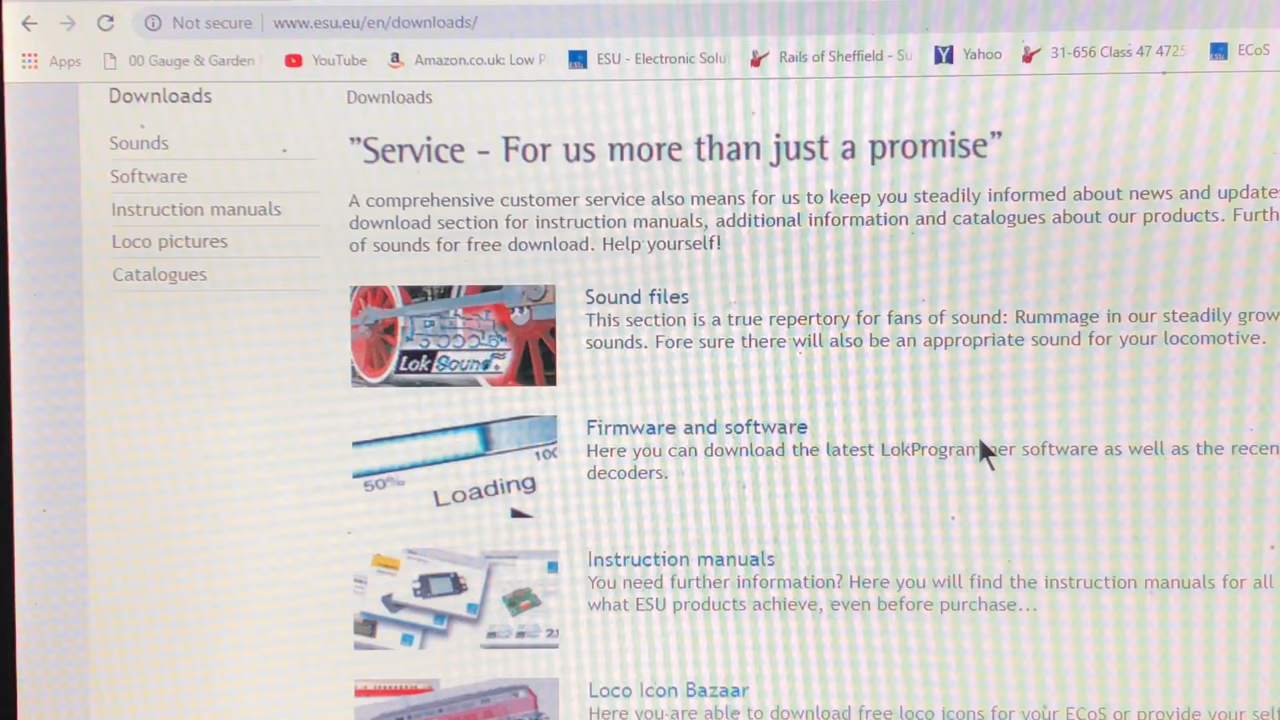 Not secure www.esu.eu/en/downloads/
Apps 00 Gauge & Garden YouTube Amazon.co.uk: Low P ESU - Electronic Solu Rails of Sheffield - Su Yahoo 31-656 Class 47 4725 ECoS
Downloads
Sounds
Software
Instruction manuals
Loco pictures
Catalogues
Downloads
"Service - For us more than just a promise"
A comprehensive customer service also means for us to keep you steadily informed about news and update
download section for instruction manuals, additional information and catalogues about our products. Furth
of sounds for free download. Help yourself!
Lok Sound
Sound files
This section is a true repertory for fans of sound: Rummage in our steadily grow
sounds. Fore sure there will also be an appropriate sound for your locomotive.
50%
100
Loading
Firmware and software
Here you can download the latest LokProgrammer software as well as the recen
decoders.
21
Instruction manuals
You need further information? Here you will find the instruction manuals for all
what ESU products achieve, even before purchase...
Loco Icon Bazaar
Here you are able to download free loco icons for your ECoS or provide your sel